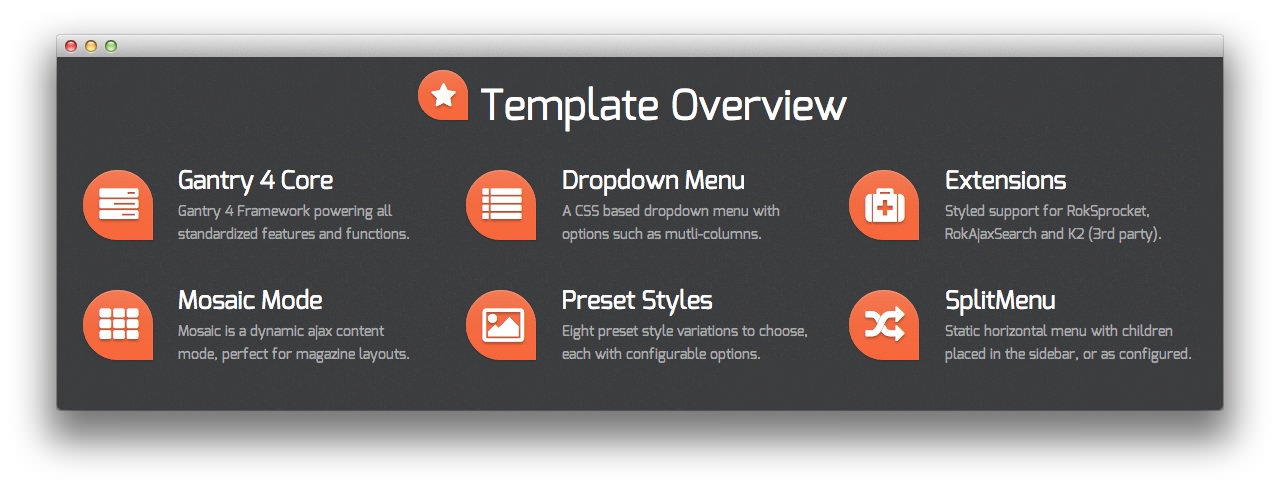 Template Overview
Gantry 4 Core
Gantry 4 Framework powering all
standardized features and functions.
Dropdown Menu
A CSS based dropdown menu with
options such as mutli-columns.
Extensions
Styled support for RokSprocket,
RokAjaxSearch and K2 (3rd party).
Mosaic Mode
Mosaic is a dynamic ajax content
mode, perfect for magazine layouts.
Preset Styles
Eight preset style variations to choose,
each with configurable options.
SplitMenu
Static horizontal menu with children
placed in the sidebar, or as configured.